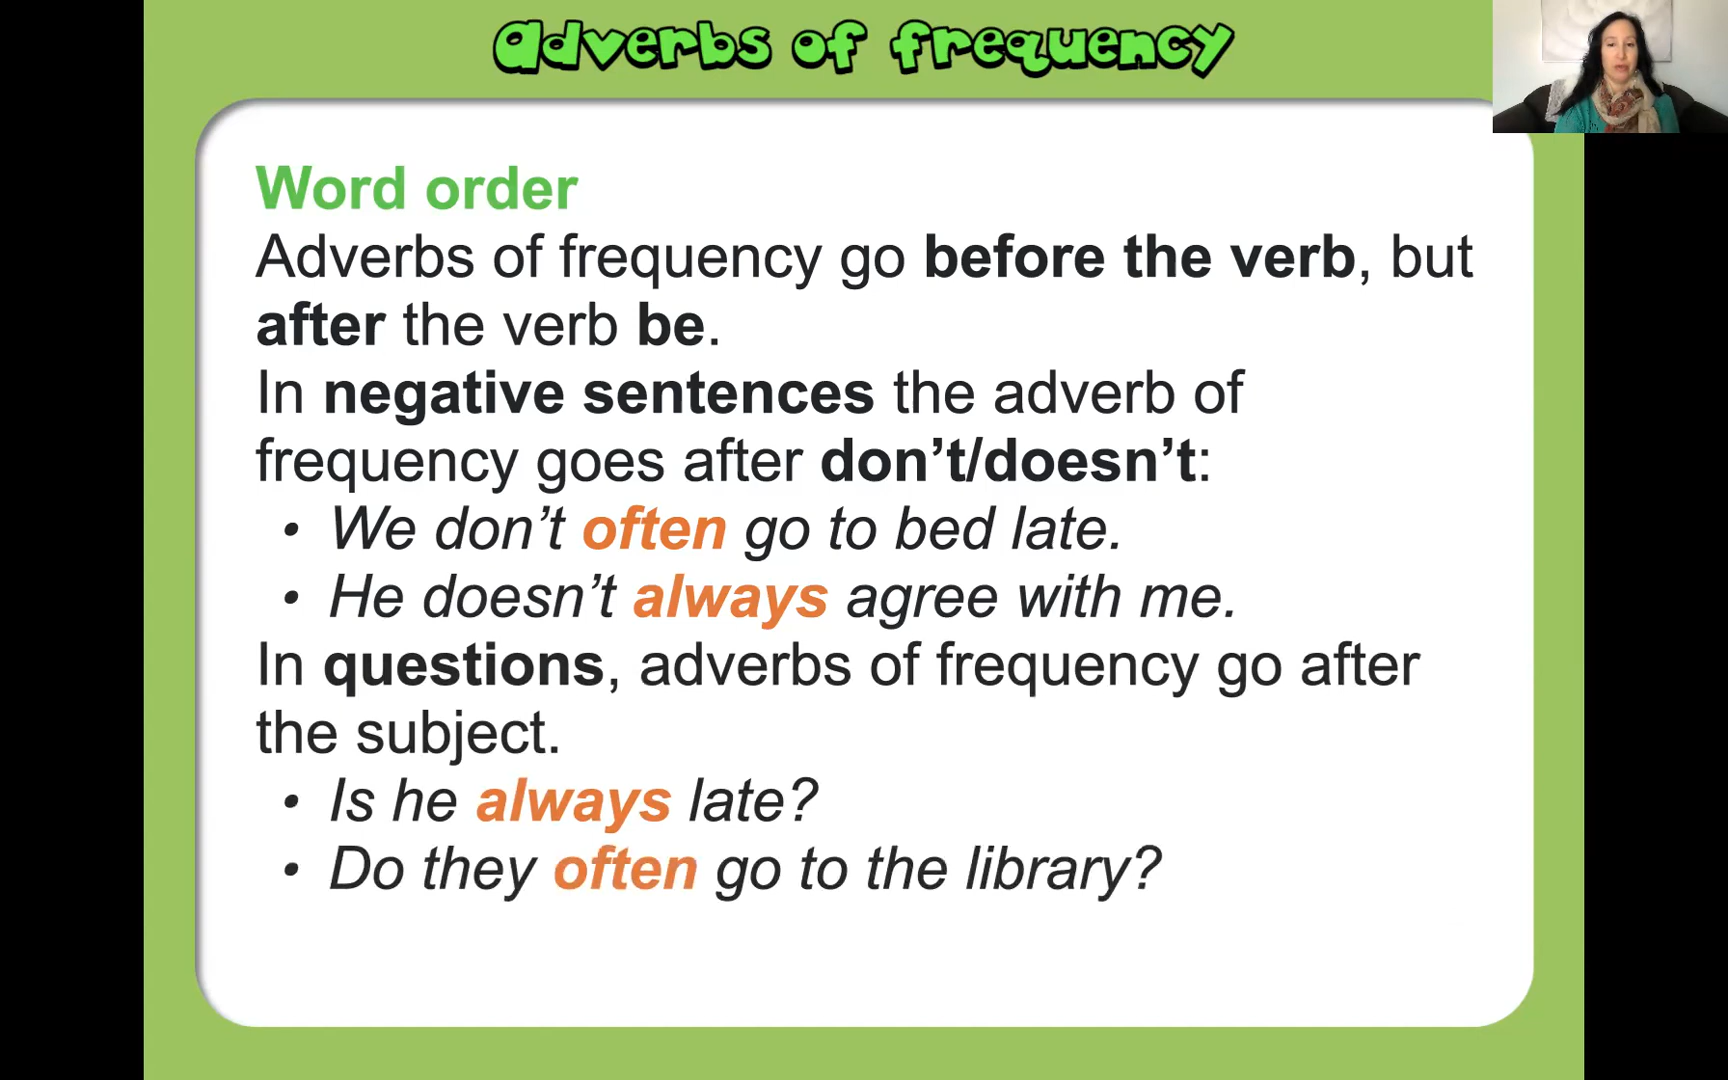 adverbs of frequency
Word order
Adverbs of frequency go before the verb, but
after the verb be.
In negative sentences the adverb of
frequency goes after don’t/doesn’t:
• We don’t often go to bed late.
• He doesn’t always agree with me.
In questions, adverbs of frequency go after
the subject.
• Is he always late?
• Do they often go to the library?